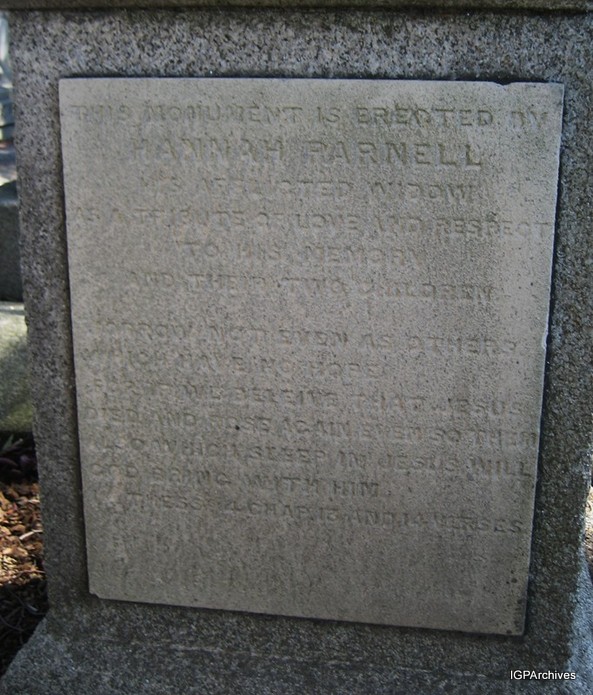 THIS MONUMENT IS ERECTED BY
HANNAH PARNELL
HIS AFFLICTED WIDOW
AS A TRIBUTE OF LOVE AND RESPECT
TO HIS MEMORY
AND THEIR TWO CHILDREN
SORROW NOT EVEN AS OTHERS
WHICH HAVE NO HOPE
FOR IF WE BELEIVE THAT JESUS
DIED AND ROSE AGAIN EVEN SO THEM
ALSO WHICH SLEEP IN JESUS WILL
GOD BRING WITH HIM
1 THESS 4 CHAP 13 AND 14 VERSES
IGPArchives